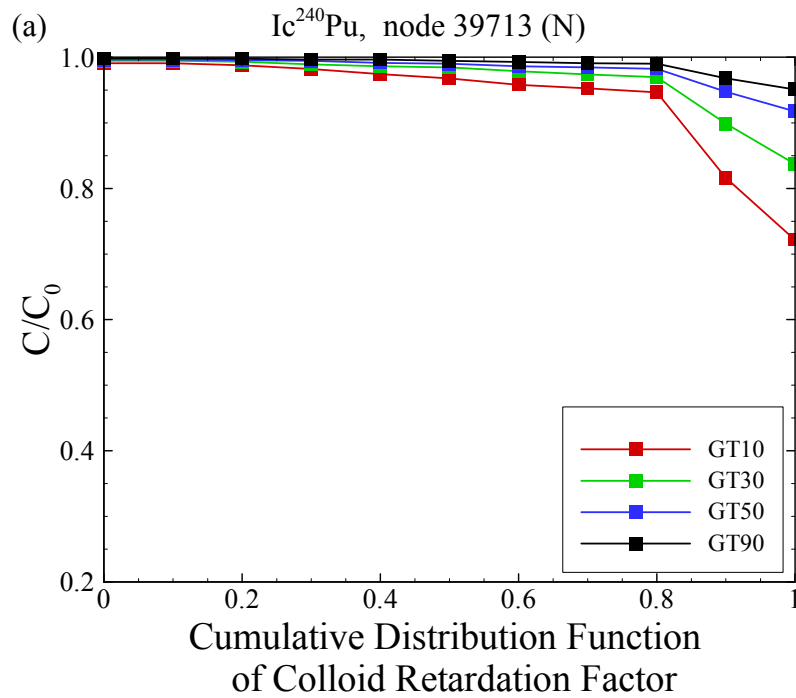 (a) Ic²⁴⁰Pu, node 39713 (N)
1.0
0.8
0.6
0.4
0.2
C/C₀
0 0.2 0.4 0.6 0.8 1
GT10
GT30
GT50
GT90
Cumulative Distribution Function
of Colloid Retardation Factor